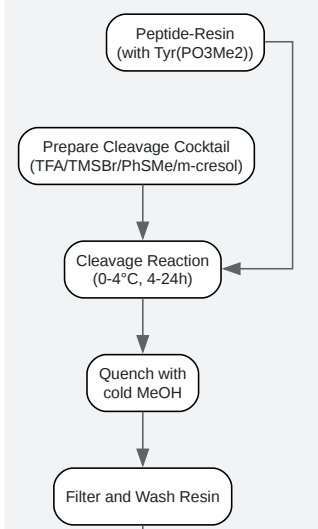 Peptide-Resin
(with Tyr(PO3Me2))
Prepare Cleavage Cocktail
(TFA/TMSBr/PhSMe/m-cresol)
Cleavage Reaction
(0-4°C, 4-24h)
Quench with
cold MeOH
Filter and Wash Resin